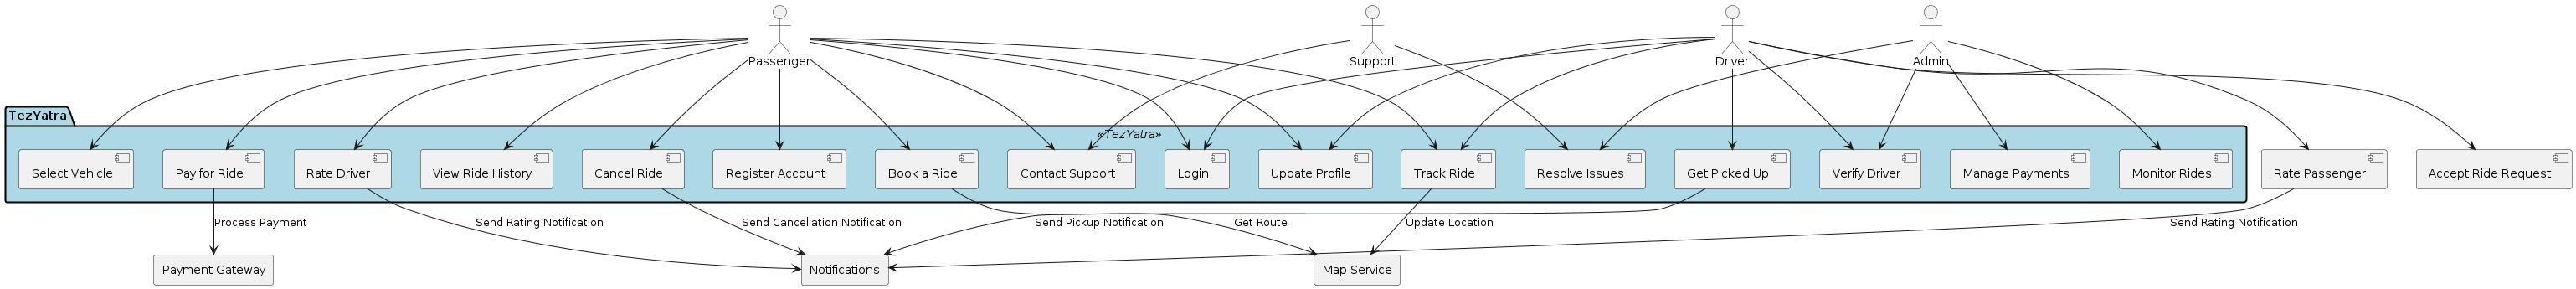 Passenger
Support
Driver
Admin
TezYatra
«TezYatra»
Select Vehicle
Pay for Ride
Rate Driver
View Ride History
Cancel Ride
Register Account
Book a Ride
Contact Support
Login
Update Profile
Track Ride
Resolve Issues
Get Picked Up
Verify Driver
Manage Payments
Monitor Rides
Rate Passenger
Accept Ride Request
Process Payment
Send Rating Notification
Send Cancellation Notification
Send Pickup Notification
Get Route
Update Location
Send Rating Notification
Payment Gateway
Notifications
Map Service